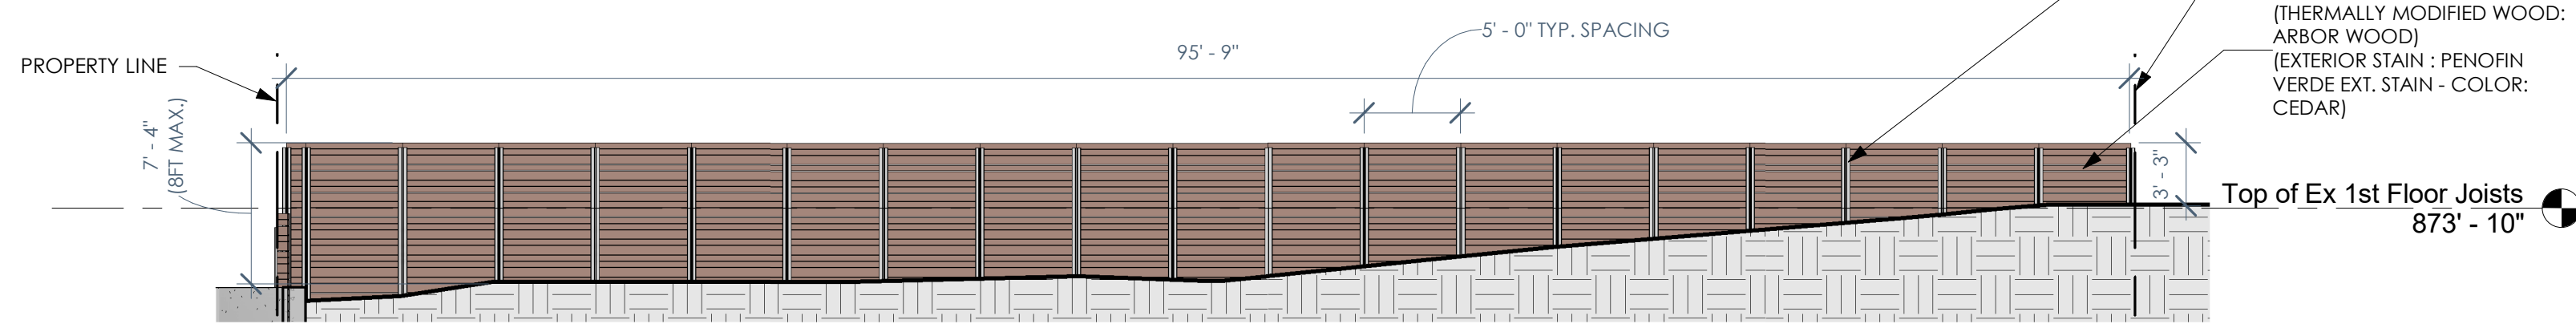 PROPERTY LINE
7' - 4"
(8FT MAX.)
95' - 9"
5' - 0" TYP. SPACING
(THERMALLY MODIFIED WOOD:
ARBOR WOOD)
(EXTERIOR STAIN : PENOFIN
VERDE EXT. STAIN - COLOR:
CEDAR)
3' - 3"
Top of Ex 1st Floor Joists
873' - 10"